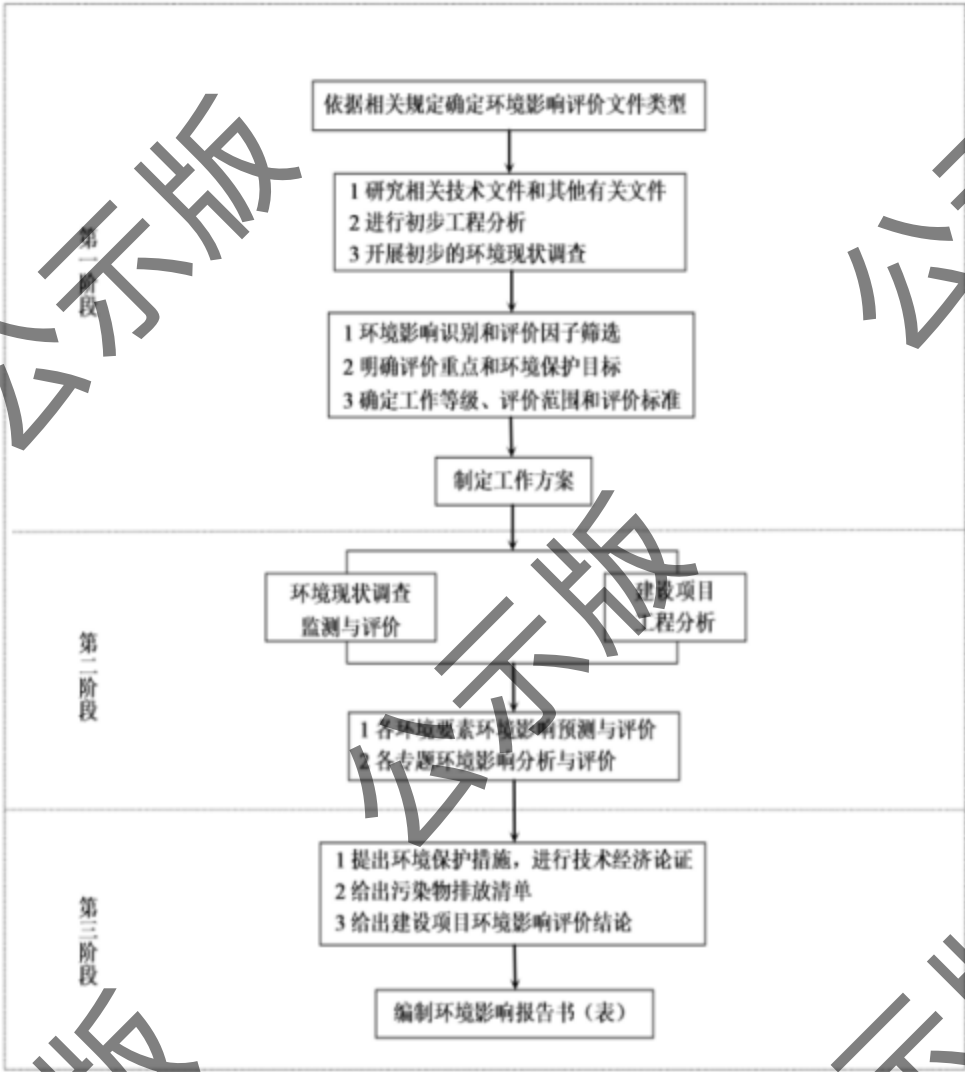 依据相关规定确定环境影响评价文件类型
1 研究相关技术文件和其他有关文件
2 进行初步工程分析
3 开展初步的环境现状调查
第一阶段
1 环境影响识别和评价因子筛选
2 明确评价重点和环境保护目标
3 确定工作等级、评价范围和评价标准
制定工作方案
环境现状调查
监测与评价
建设项目
工程分析
第二阶段
1 各环境要素环境影响预测与评价
2 各专题环境影响分析与评价
1 提出环境保护措施，进行技术经济论证
2 给出污染物排放清单
3 给出建设项目环境影响评价结论
第三阶段
编制环境影响报告书（表）
公示版
公示版
公
示